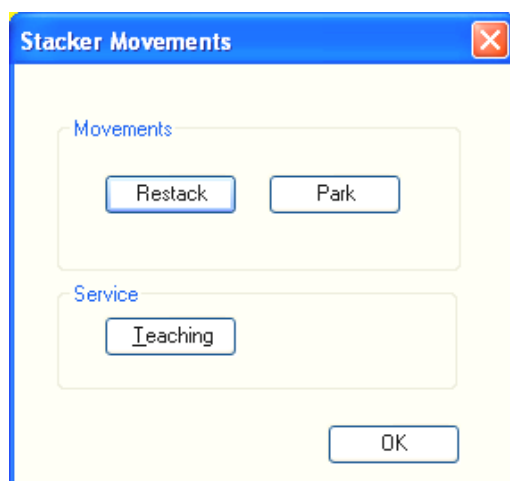 Stacker Movements
Movements
Restack Park
Service
Teaching
OK